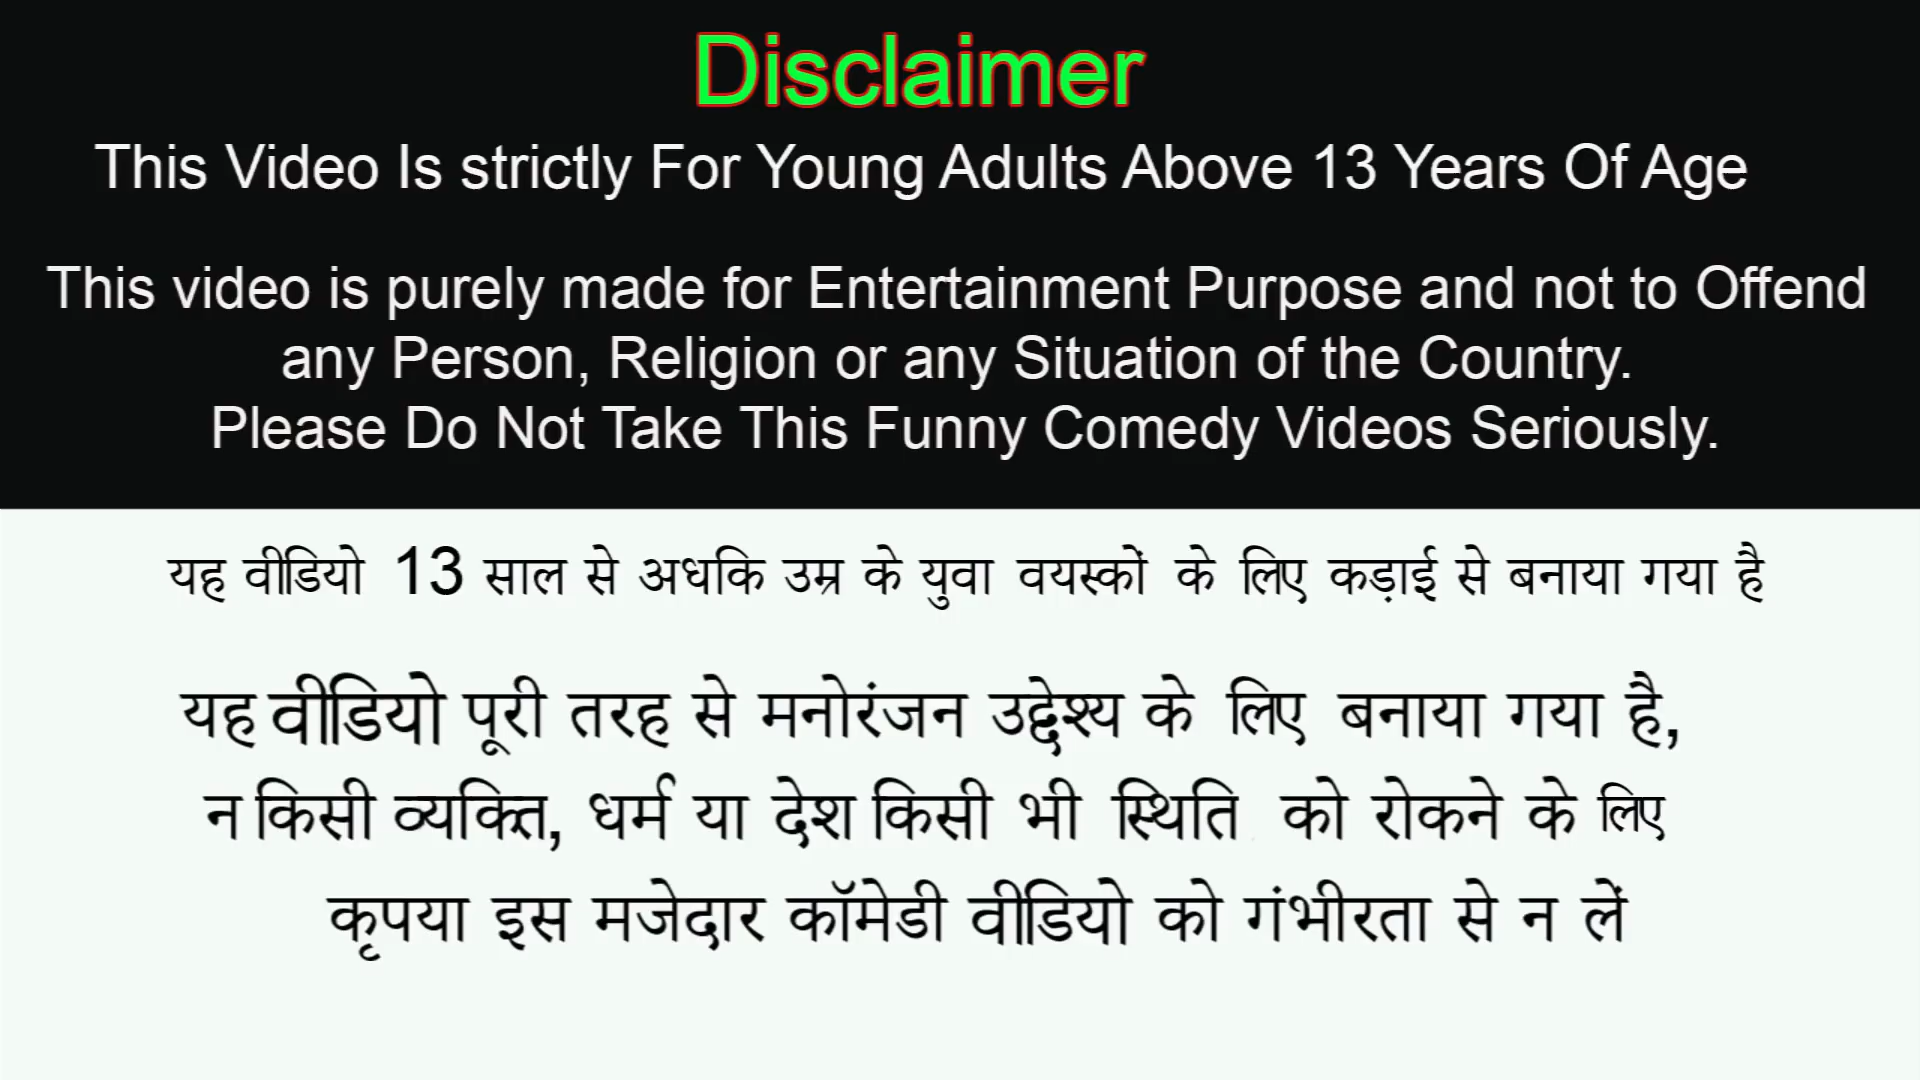 Disclaimer
This Video Is strictly For Young Adults Above 13 Years Of Age
This video is purely made for Entertainment Purpose and not to Offend
any Person, Religion or any Situation of the Country.
Please Do Not Take This Funny Comedy Videos Seriously.
यह वीडियो 13 साल से अधकि उम्र के युवा वयस्कों के लिए कड़ाई से बनाया गया है
यह वीडियो पूरी तरह से मनोरंजन उद्देश्य के लिए बनाया गया है,
न किसी व्यक्ति, धर्म या देश किसी भी स्थिति को रोकने के लिए
कृपया इस मजेदार कॉमेडी वीडियो को गंभीरता से न लें